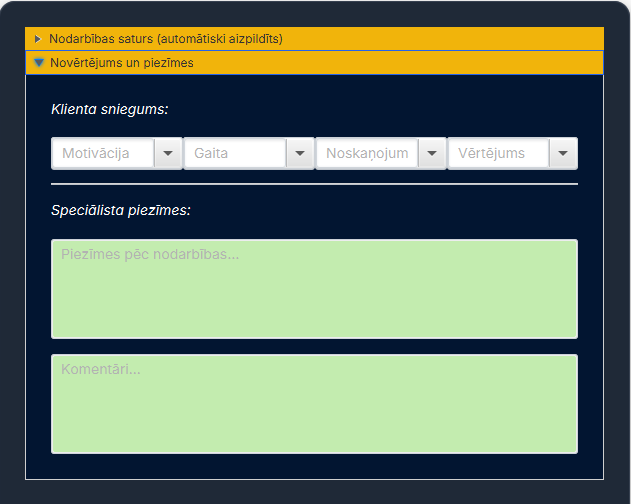 Nodarbības saturs (automātiski aizpildīts)
Novērtējums un piezīmes
Klienta sniegums:
Motivācija Gaita Noskaņojum Vērtējums
Speciālista piezīmes:
Piezīmes pēc nodarbības...
Komentāri...